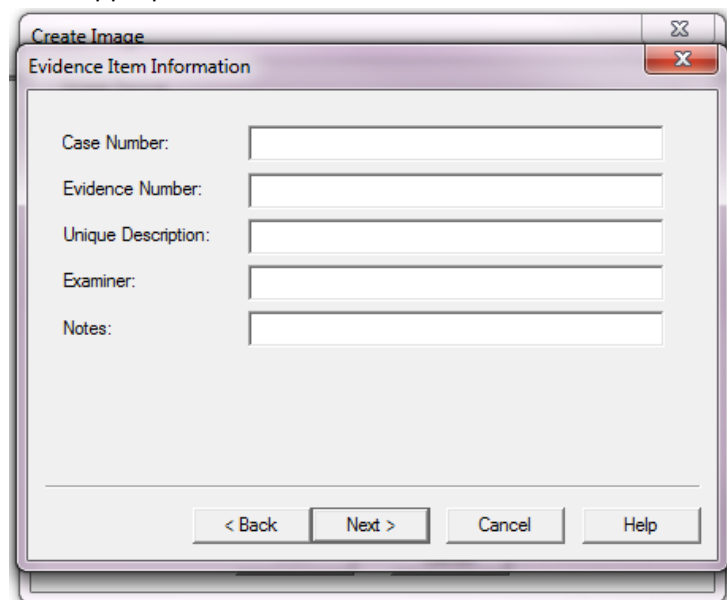 Create Image
Evidence Item Information
Case Number:
Evidence Number:
Unique Description:
Examiner:
Notes:
< Back Next > Cancel Help